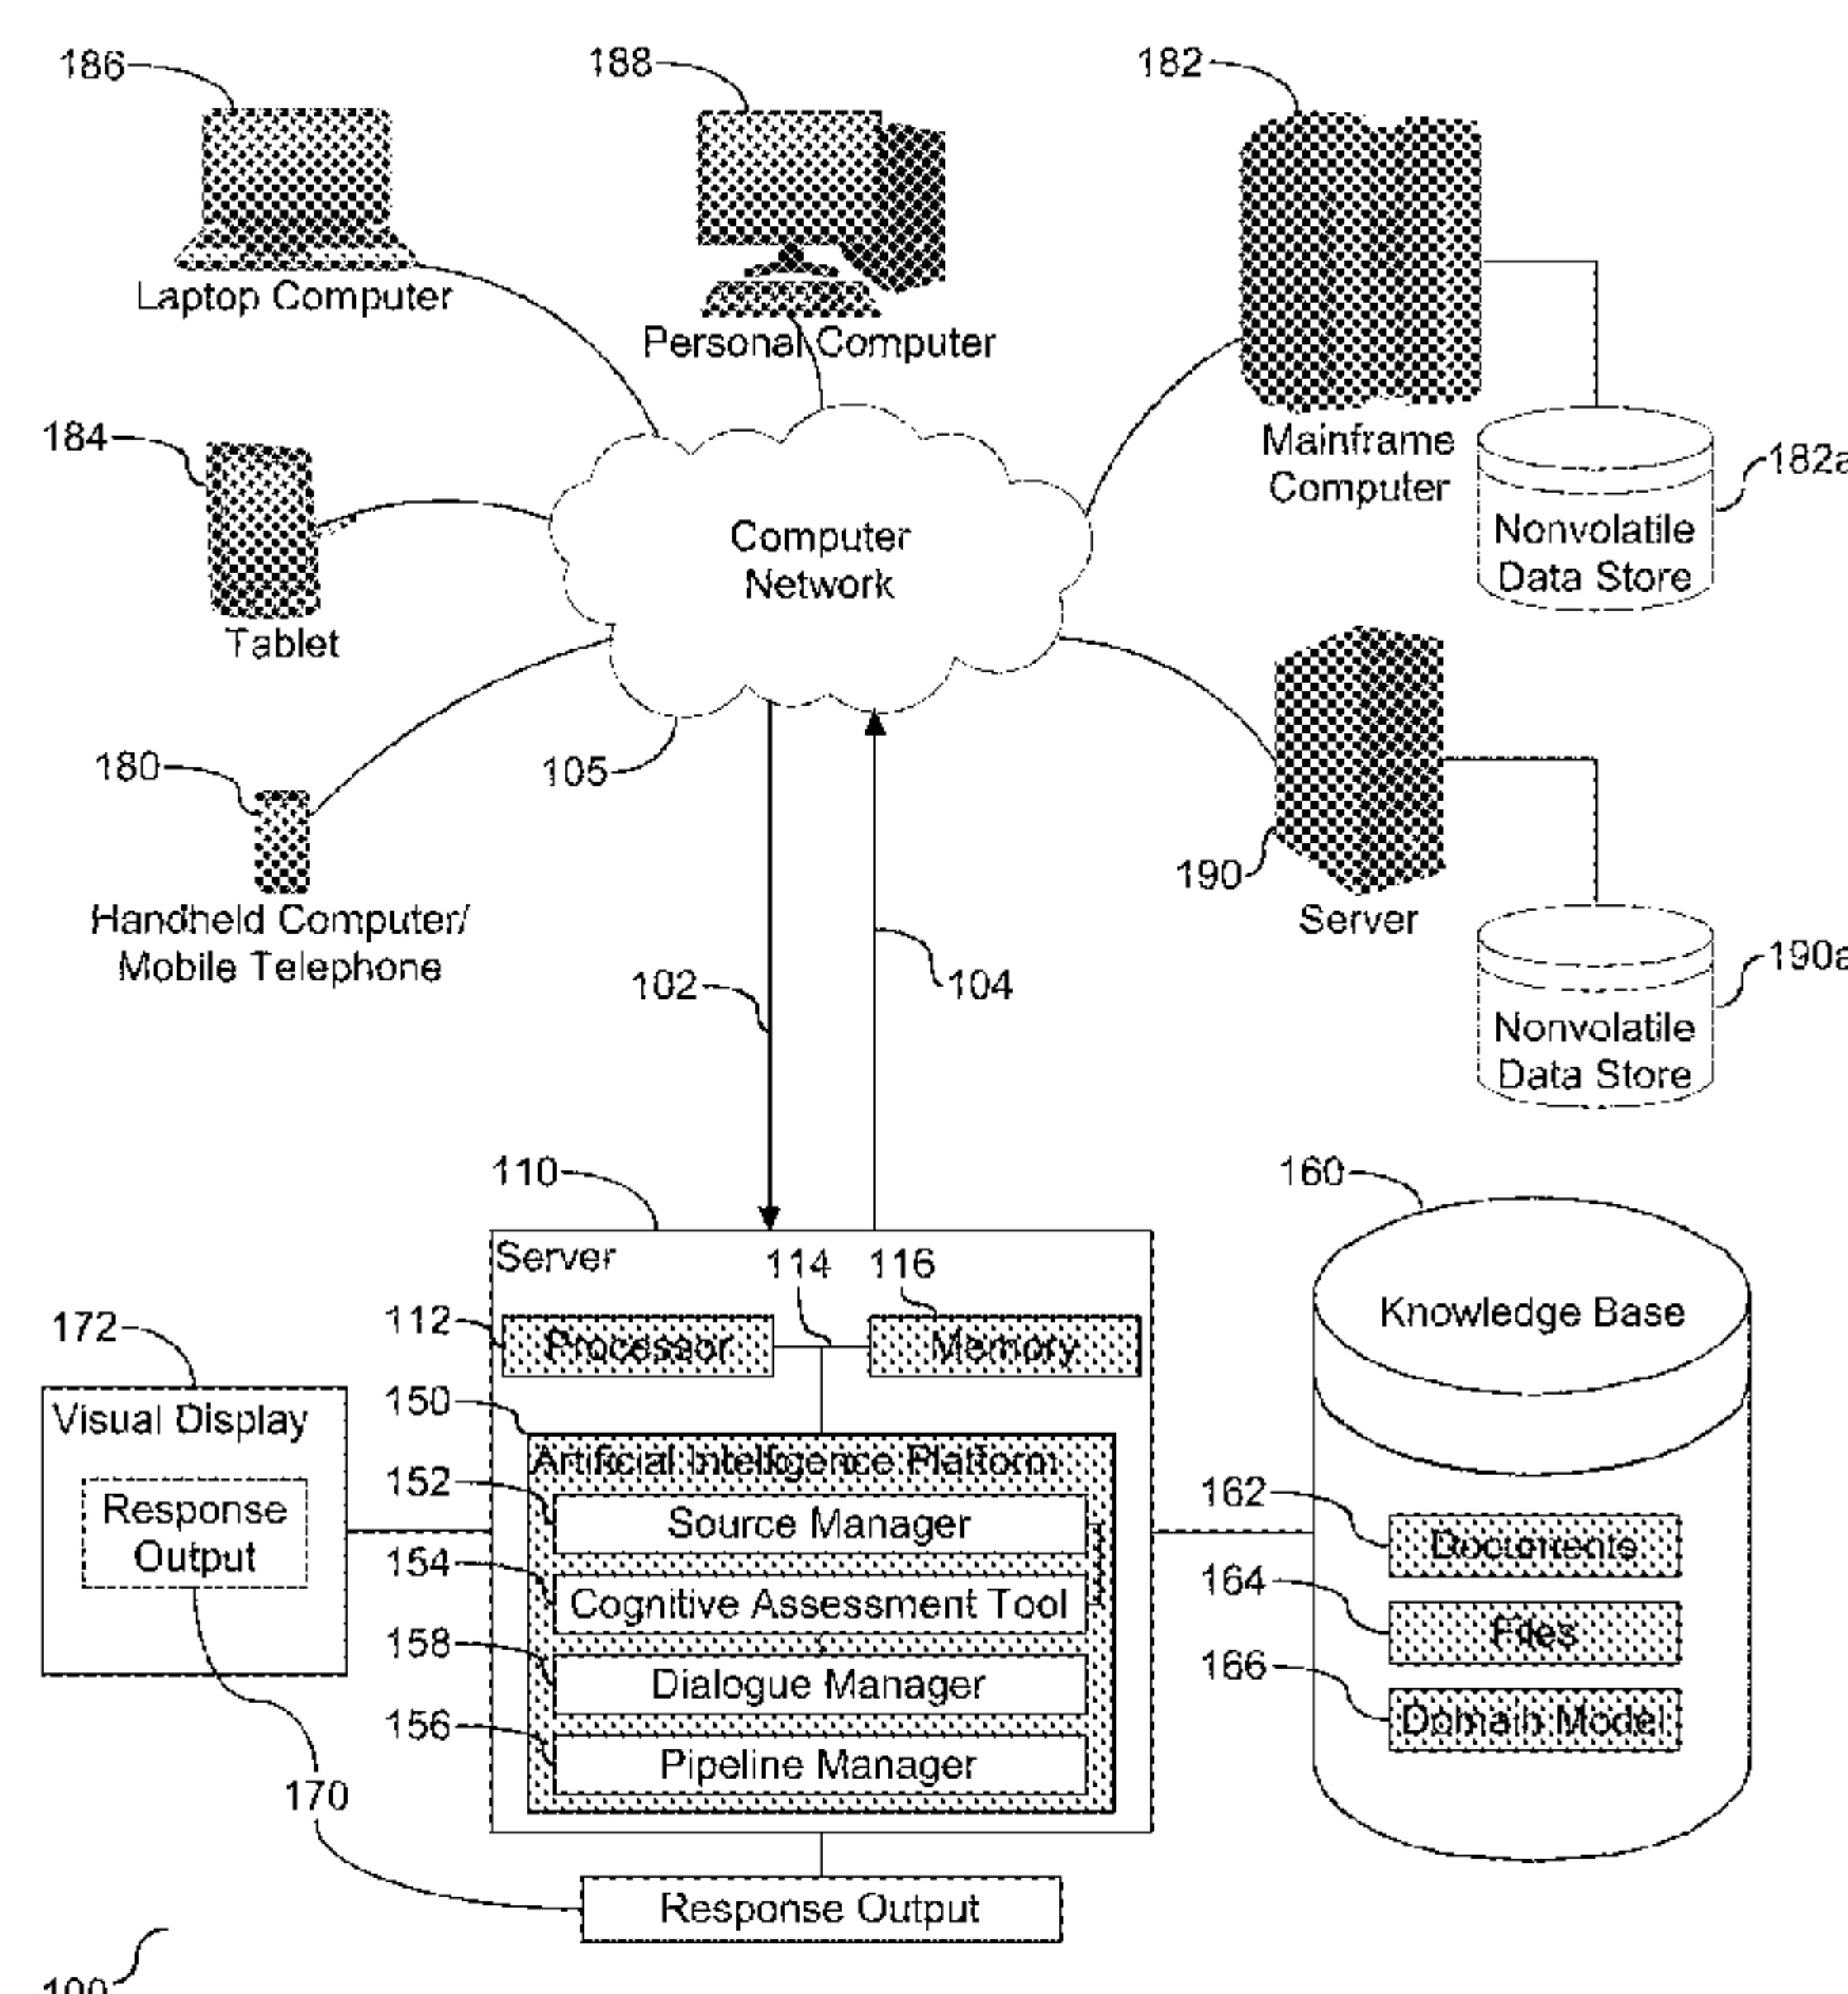 186
188
182
Laptop Computer
Personal Computer
184
Mainframe
Computer
182a
Computer
Network
Nonvolatile
Data Store
Tablet
180
105
190
Handheld Computer/
Mobile Telephone
Server
190a
102
104
Nonvolatile
Data Store
110
160
Server
114
116
172
112
Processor
Memory
Knowledge Base
150
Visual Display
Artificial Intelligence Platform
152
Response
Output
Source Manager
162
Documents
154
Cognitive Assessment Tool
164
Files
158
Dialogue Manager
166
Domain Model
156
Pipeline Manager
170
Response Output
100